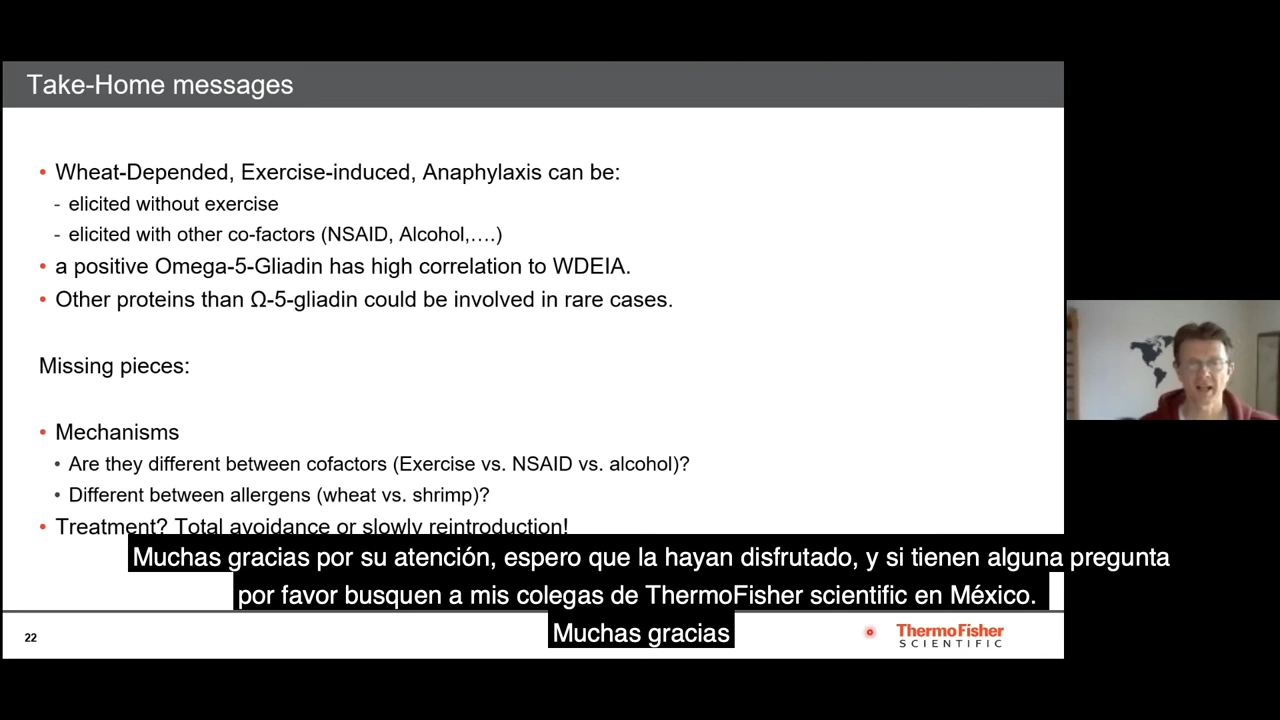 Take-Home messages
• Wheat-Depended, Exercise-induced, Anaphylaxis can be:
- elicited without exercise
- elicited with other co-factors (NSAID, Alcohol,….)
• a positive Omega-5-Gliadin has high correlation to WDEIA.
• Other proteins than Ω-5-gliadin could be involved in rare cases.
Missing pieces:
• Mechanisms
• Are they different between cofactors (Exercise vs. NSAID vs. alcohol)?
• Different between allergens (wheat vs. shrimp)?
• Treatment? Total avoidance or slowly reintroduction!
Muchas gracias por su atención, espero que la hayan disfrutado, y si tienen alguna pregunta
por favor busquen a mis colegas de ThermoFisher scientific en México.
Muchas gracias
22
ThermoFisher
SCIENTIFIC